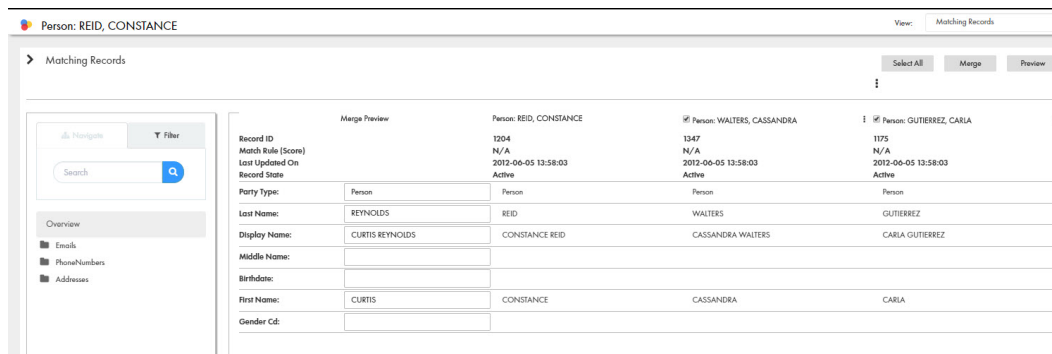 Person: REID, CONSTANCE
View: Matching Records
Matching Records
Select All Merge Preview
Navigate Filter
Search
Overview
Emails
PhoneNumbers
Addresses
Merge Preview Person: REID, CONSTANCE Person: WALTERS, CASSANDRA Person: GUTIERREZ, CARLA
Record ID 1204 1347 1175
Match Rule (Score) N/A N/A N/A
Last Updated On 2012-06-05 13:58:03 2012-06-05 13:58:03 2012-06-05 13:58:03
Record State Active Active Active
Party Type: Person Person Person Person
Last Name: REYNOLDS REID WALTERS GUTIERREZ
Display Name: CURTIS REYNOLDS CONSTANCE REID CASSANDRA WALTERS CARLA GUTIERREZ
Middle Name:
Birthdate:
First Name: CURTIS CONSTANCE CASSANDRA CARLA
Gender Cd: